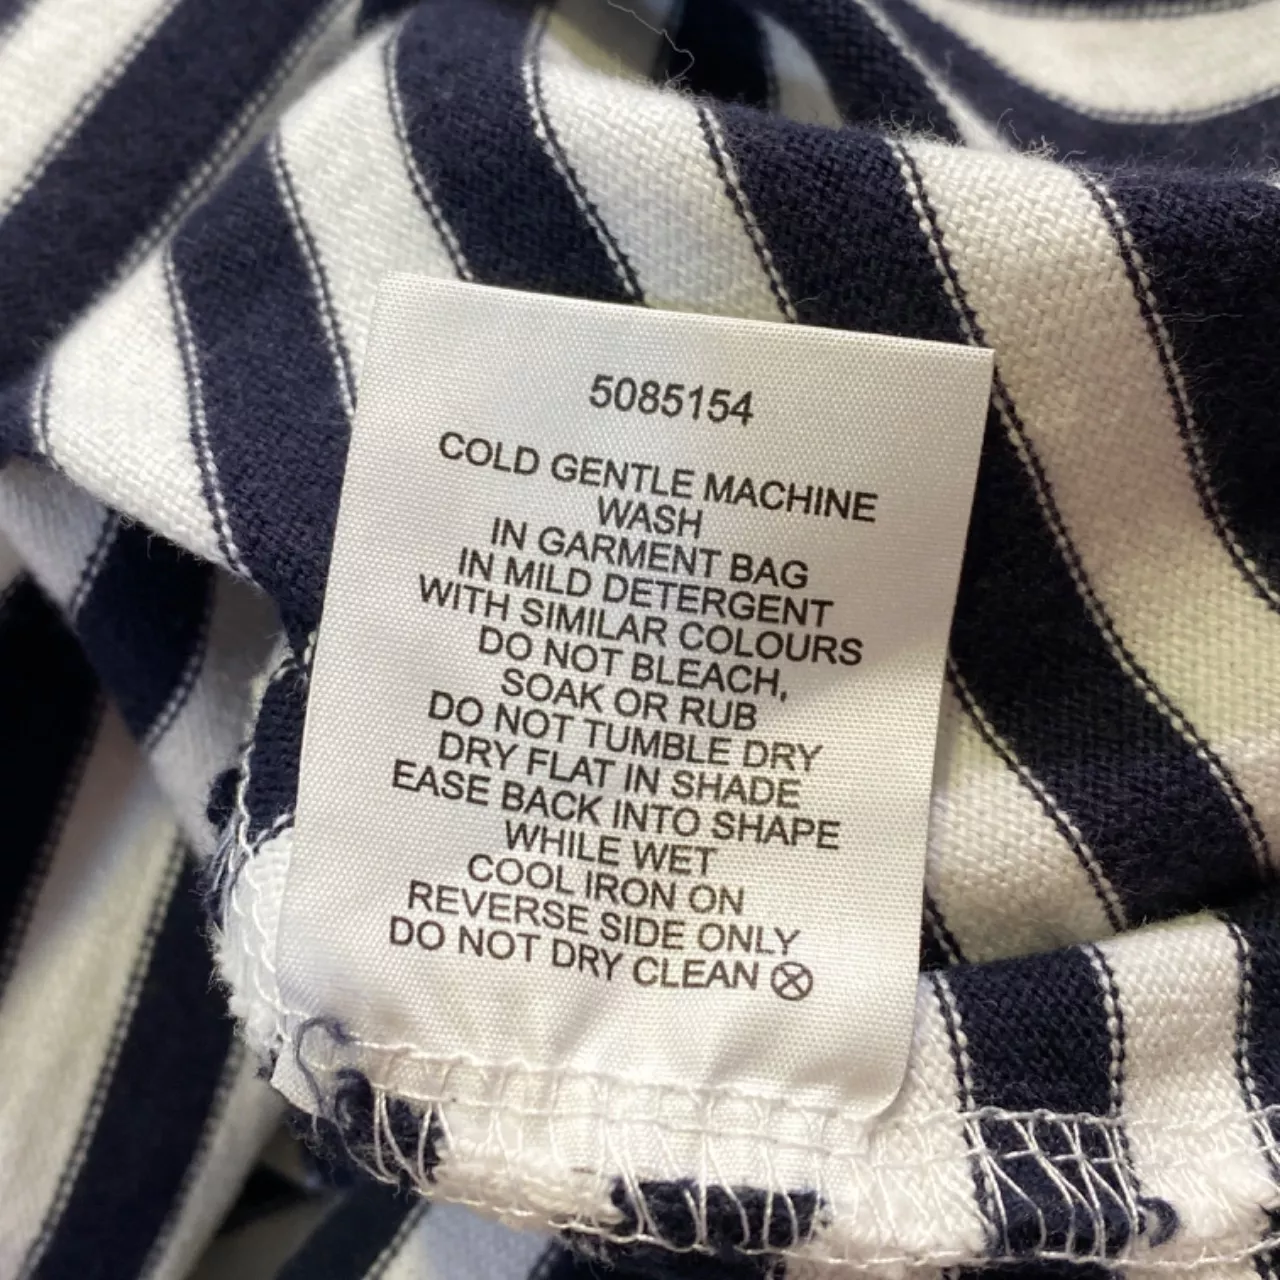 5085154
COLD GENTLE MACHINE
WASH
IN GARMENT BAG
IN MILD DETERGENT
WITH SIMILAR COLOURS
DO NOT BLEACH,
SOAK OR RUB
DO NOT TUMBLE DRY
DRY FLAT IN SHADE
EASE BACK INTO SHAPE
WHILE WET
COOL IRON ON
REVERSE SIDE ONLY
DO NOT DRY CLEAN